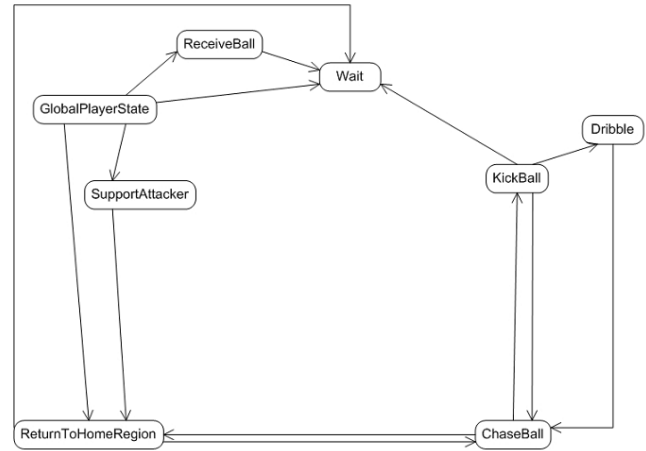 ReceiveBall
Wait
GlobalPlayerState
Dribble
KickBall
SupportAttacker
ReturnToHomeRegion
ChaseBall